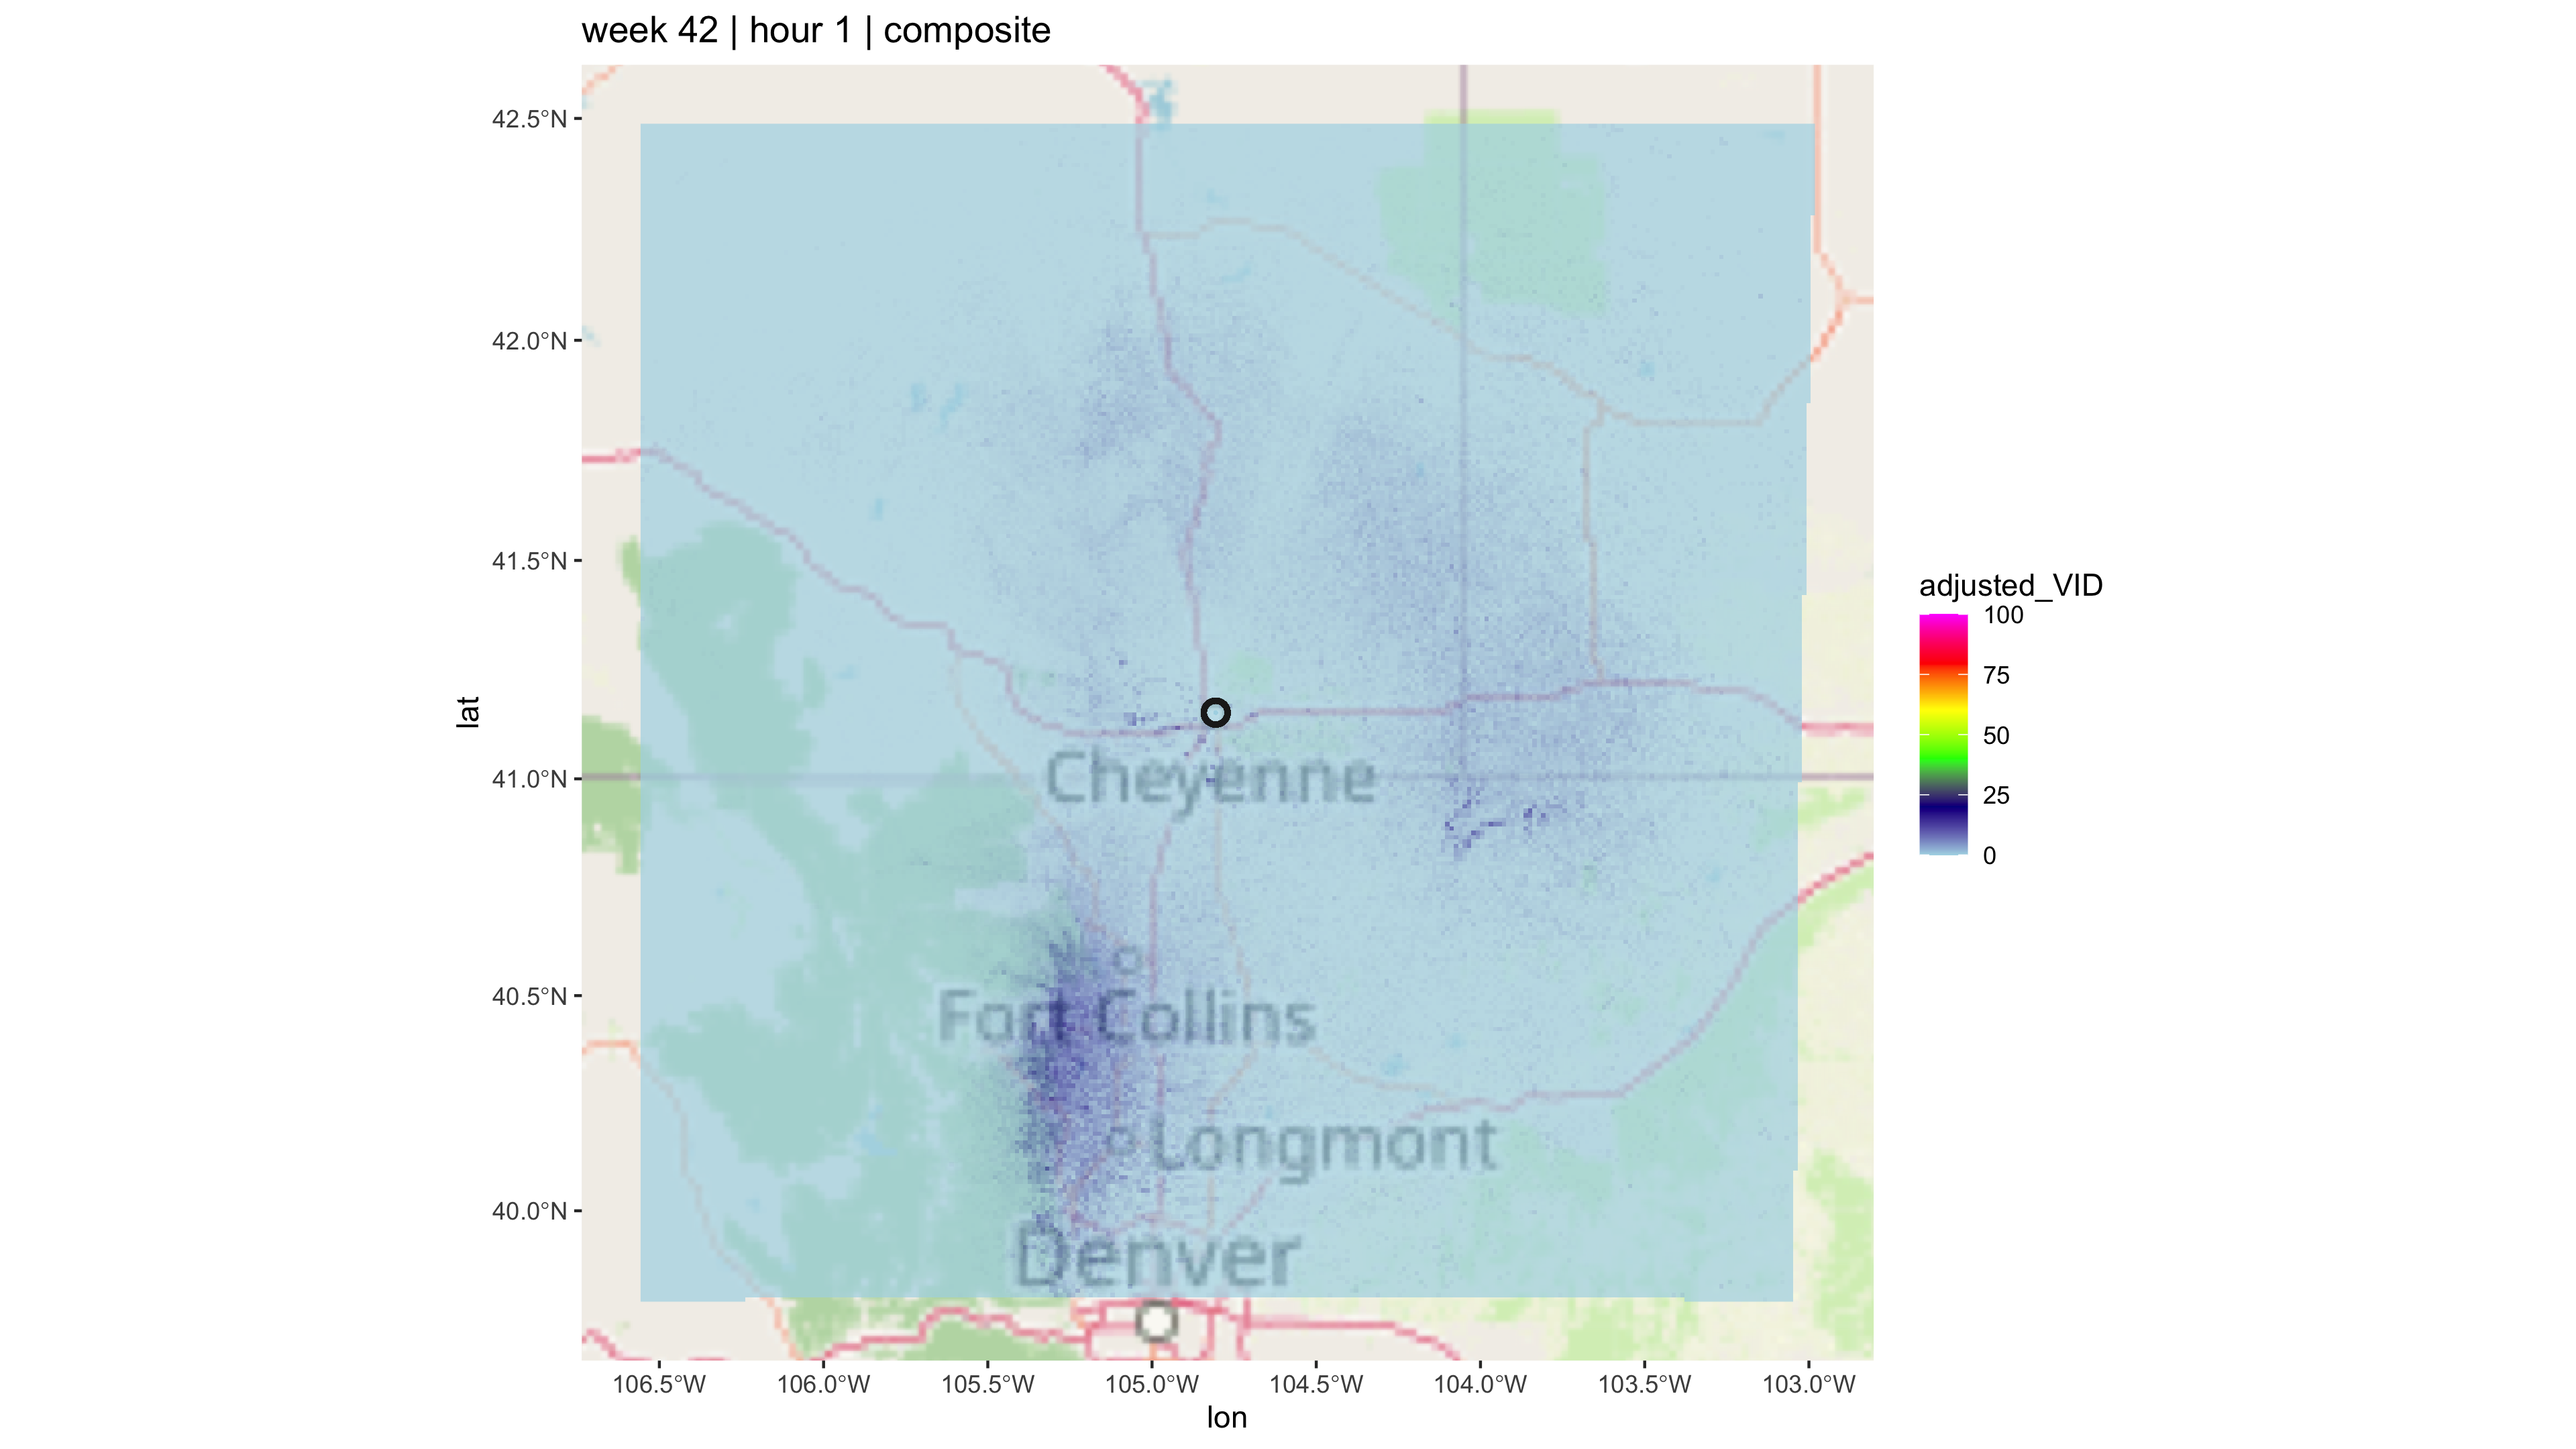 week 42 | hour 1 | composite
42.5°N
42.0°N
41.5°N
41.0°N
40.5°N
40.0°N
lat
Cheyenne
Fort Collins
Longmont
Denver
106.5°W 106.0°W 105.5°W 105.0°W 104.5°W 104.0°W 103.5°W 103.0°W
lon
adjusted_VID
100
75
50
25
0